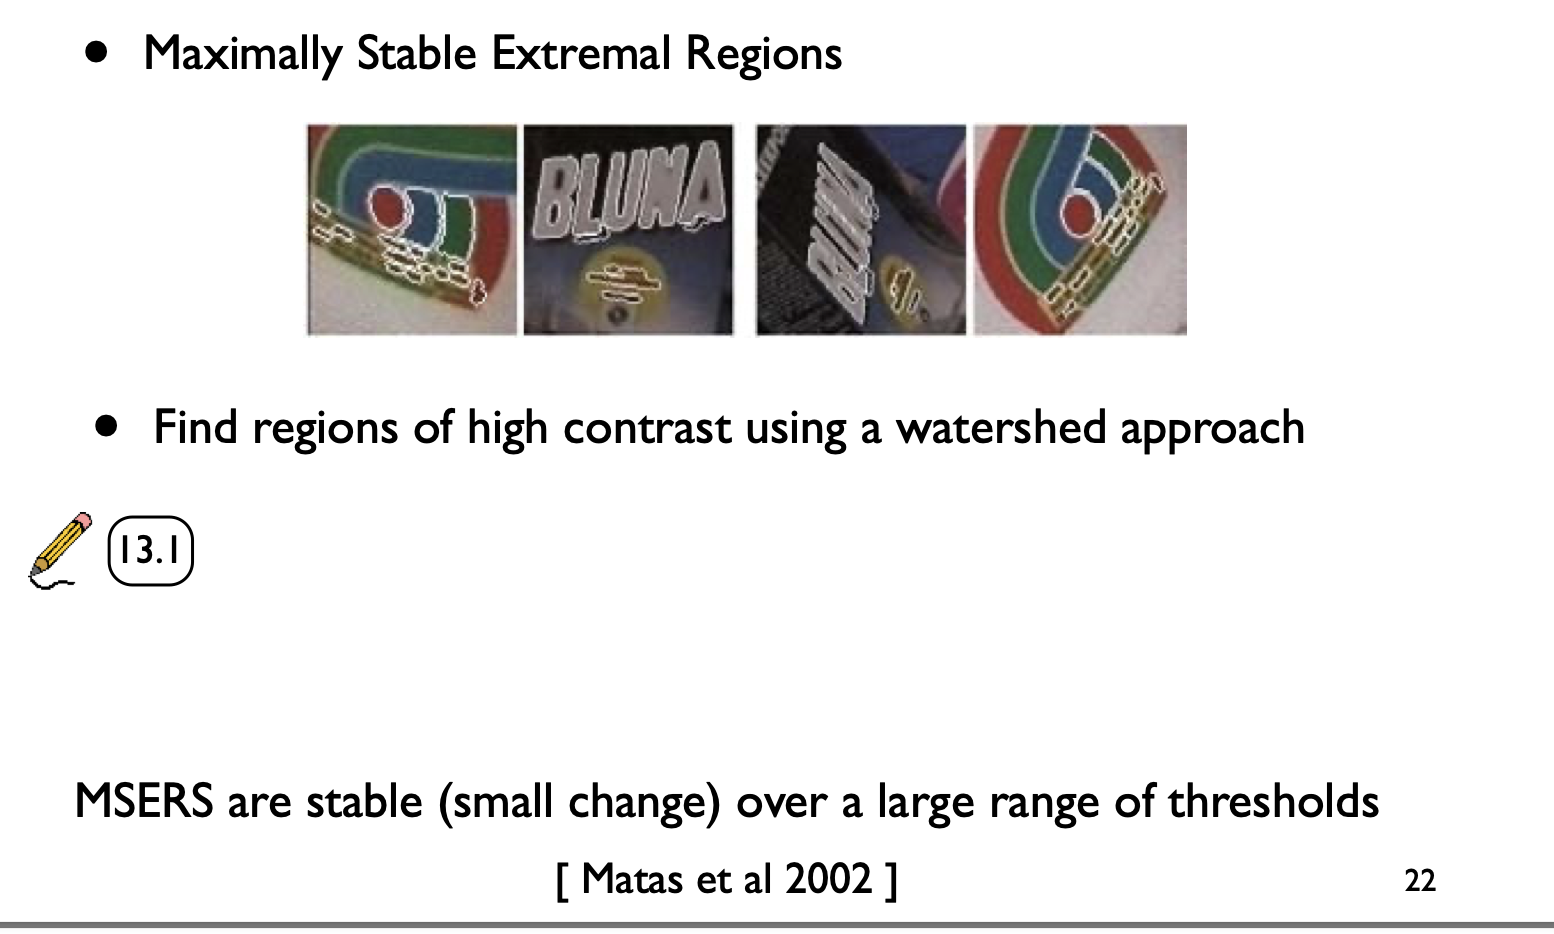 Maximally Stable Extremal Regions
BLUNA
BLUNA
Find regions of high contrast using a watershed approach
13.1
MSERS are stable (small change) over a large range of thresholds
[ Matas et al 2002 ]
22